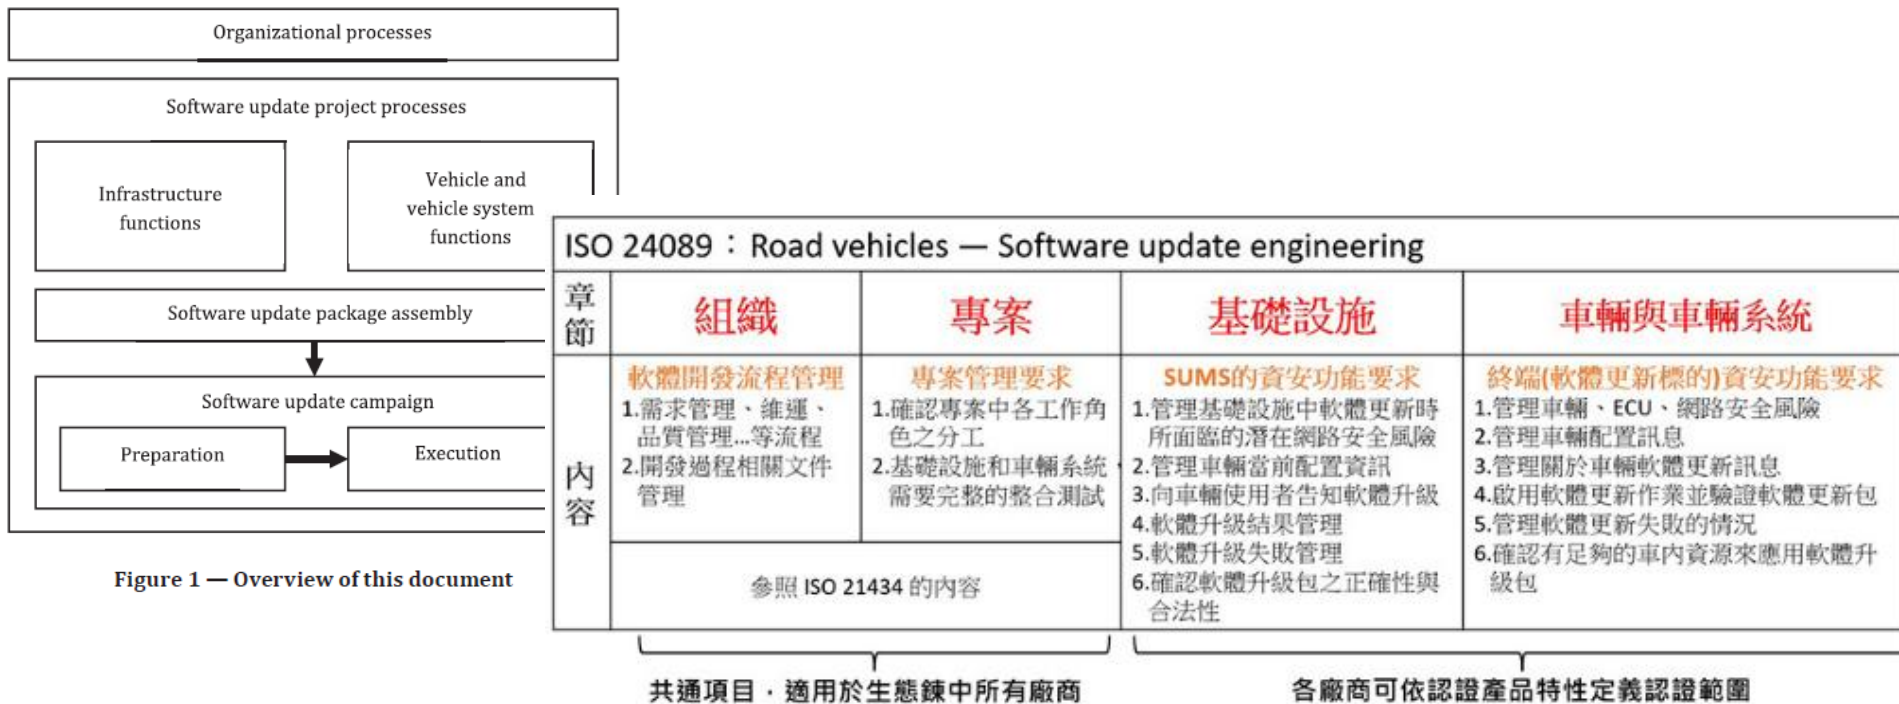 Organizational processes
Software update project processes
Infrastructure
functions
Vehicle and
vehicle system
functions
Software update package assembly
Software update campaign
Preparation
Execution
Figure 1 — Overview of this document
ISO 24089：Road vehicles — Software update engineering
章
節
組織
專案
基礎設施
車輛與車輛系統
內
容
軟體開發流程管理
1.需求管理、維運、
品質管理...等流程
2.開發過程相關文件
管理
專案管理要求
1.確認專案中各工作角
色之分工
2.基礎設施和車輛系統，
需要完整的整合測試
參照 ISO 21434 的內容
SUMS的資安功能要求
1.管理基礎設施中軟體更新時
所面臨的潛在網路安全風險
2.管理車輛當前配置資訊
3.向車輛使用者告知軟體升級
4.軟體升級結果管理
5.軟體升級失敗管理
6.確認軟體升級包之正確性與
合法性
終端(軟體更新標的)資安功能要求
1.管理車輛、ECU、網路安全風險
2.管理車輛配置訊息
3.管理關於車輛軟體更新訊息
4.啟用軟體更新作業並驗證軟體更新包
5.管理軟體更新失敗的情況
6.確認有足夠的車內資源來應用軟體升
級包
共通項目，適用於生態鍊中所有廠商
各廠商可依認證產品特性定義認證範圍